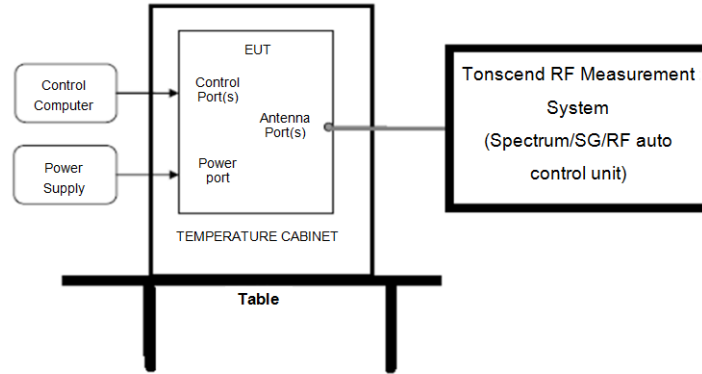 EUT
Control
Port(s)
Antenna
Port(s)
Power
port
TEMPERATURE CABINET
Control
Computer
Power
Supply
Table
Tonscend RF Measurement
System
(Spectrum/SG/RF auto
control unit)